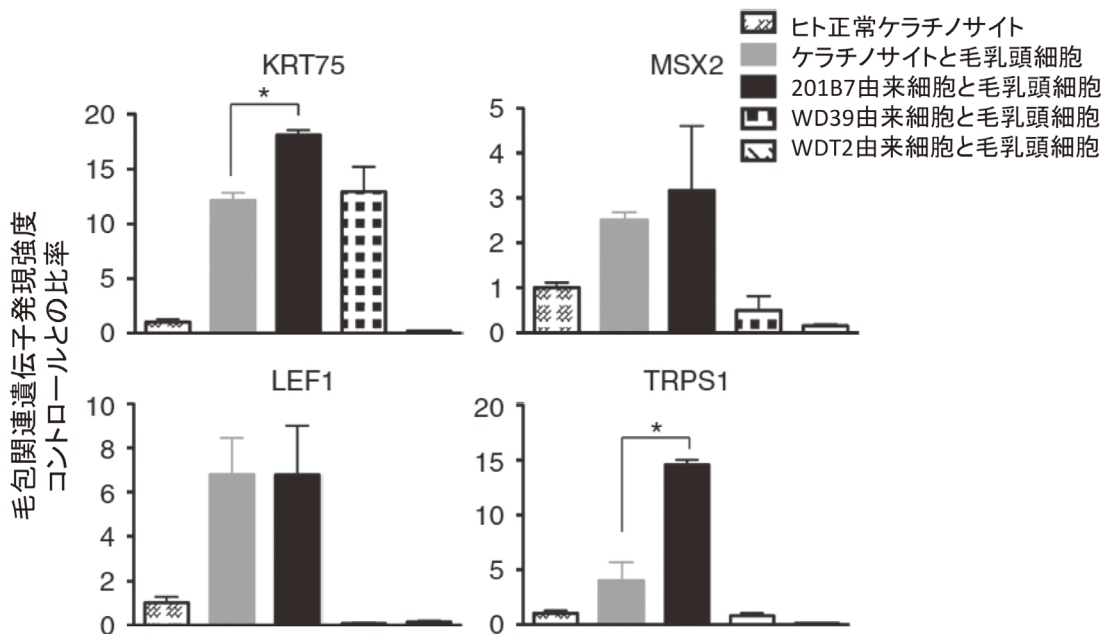 ヒト正常ケラチノサイト
ケラチノサイトと毛乳頭細胞
201B7由来細胞と毛乳頭細胞
WD39由来細胞と毛乳頭細胞
WDT2由来細胞と毛乳頭細胞
毛包関連遺伝子発現強度
コントロールとの比率
KRT75
*
20
15
10
5
0
MSX2
5
4
3
2
1
0
LEF1
10
8
6
4
2
0
TRPS1
*
20
15
10
5
0